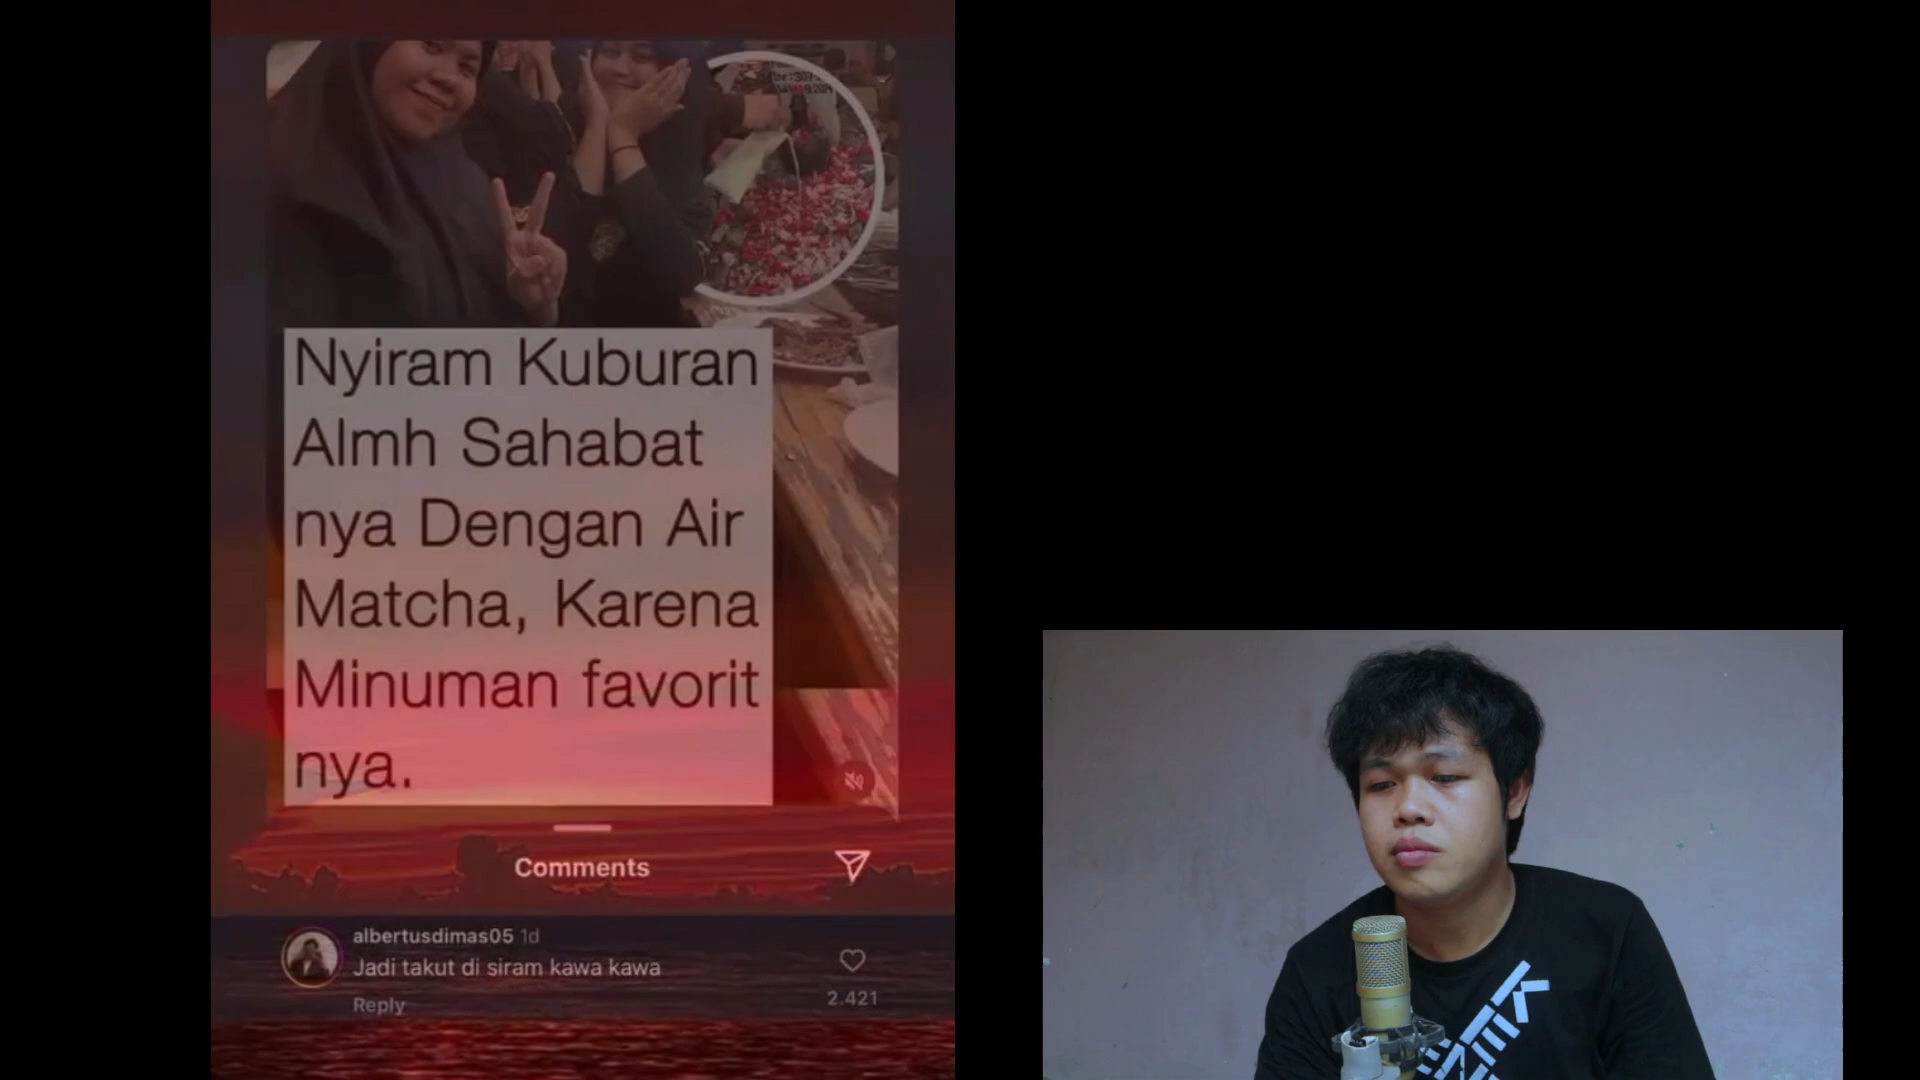 Nyiram Kuburan
Almh Sahabat
nya Dengan Air
Matcha, Karena
Minuman favorit
nya.
Comments
albertusdimas05 1d
Jadi takut di siram kawa kawa
Reply
2.421